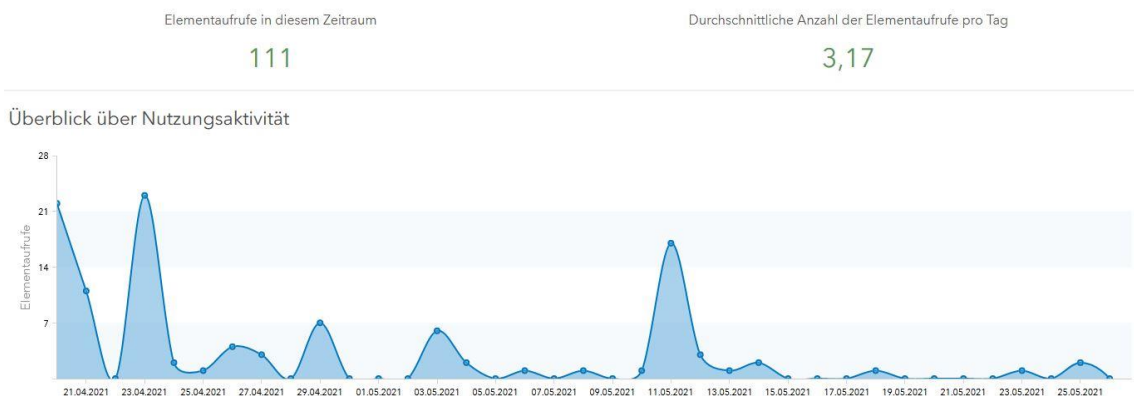 Elementaufrufe in diesem Zeitraum
Durchschnittliche Anzahl der Elementaufrufe pro Tag
111
3,17
Überblick über Nutzungsaktivität
28
21
14
7
Elementaufrufe
21.04.2021 23.04.2021 25.04.2021 27.04.2021 29.04.2021 01.05.2021 03.05.2021 05.05.2021 07.05.2021 09.05.2021 11.05.2021 13.05.2021 15.05.2021 17.05.2021 19.05.2021 21.05.2021 23.05.2021 25.05.2021